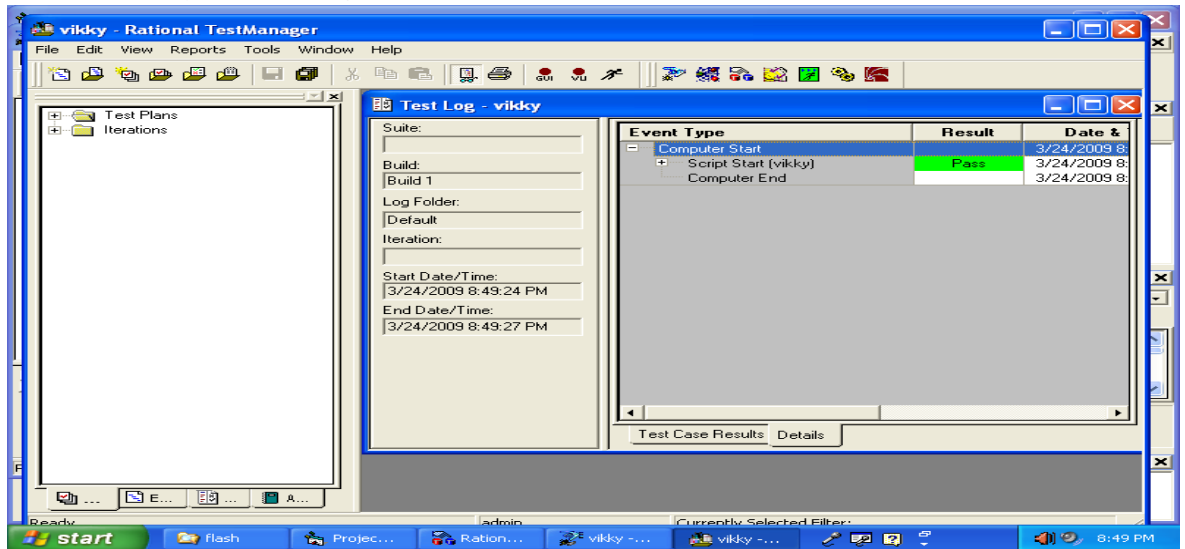 vikky - Rational TestManager
File Edit View Reports Tools Window Help
GUI VU
Test Plans
Iterations
Test Log - vikky
Suite:
Build:
Build 1
Log Folder:
Default
Iteration:
Start Date/Time:
3/24/2009 8:49:24 PM
End Date/Time:
3/24/2009 8:49:27 PM
Event Type Result Date &
Computer Start 3/24/2009 8:
Script Start (vikky) Pass 3/24/2009 8:
Computer End 3/24/2009 8:
Test Case Results Details
... E... ... A...
Ready admin Currently Selected Filter:
start flash Projec... Ration... vikky -... vikky -... 8:49 PM